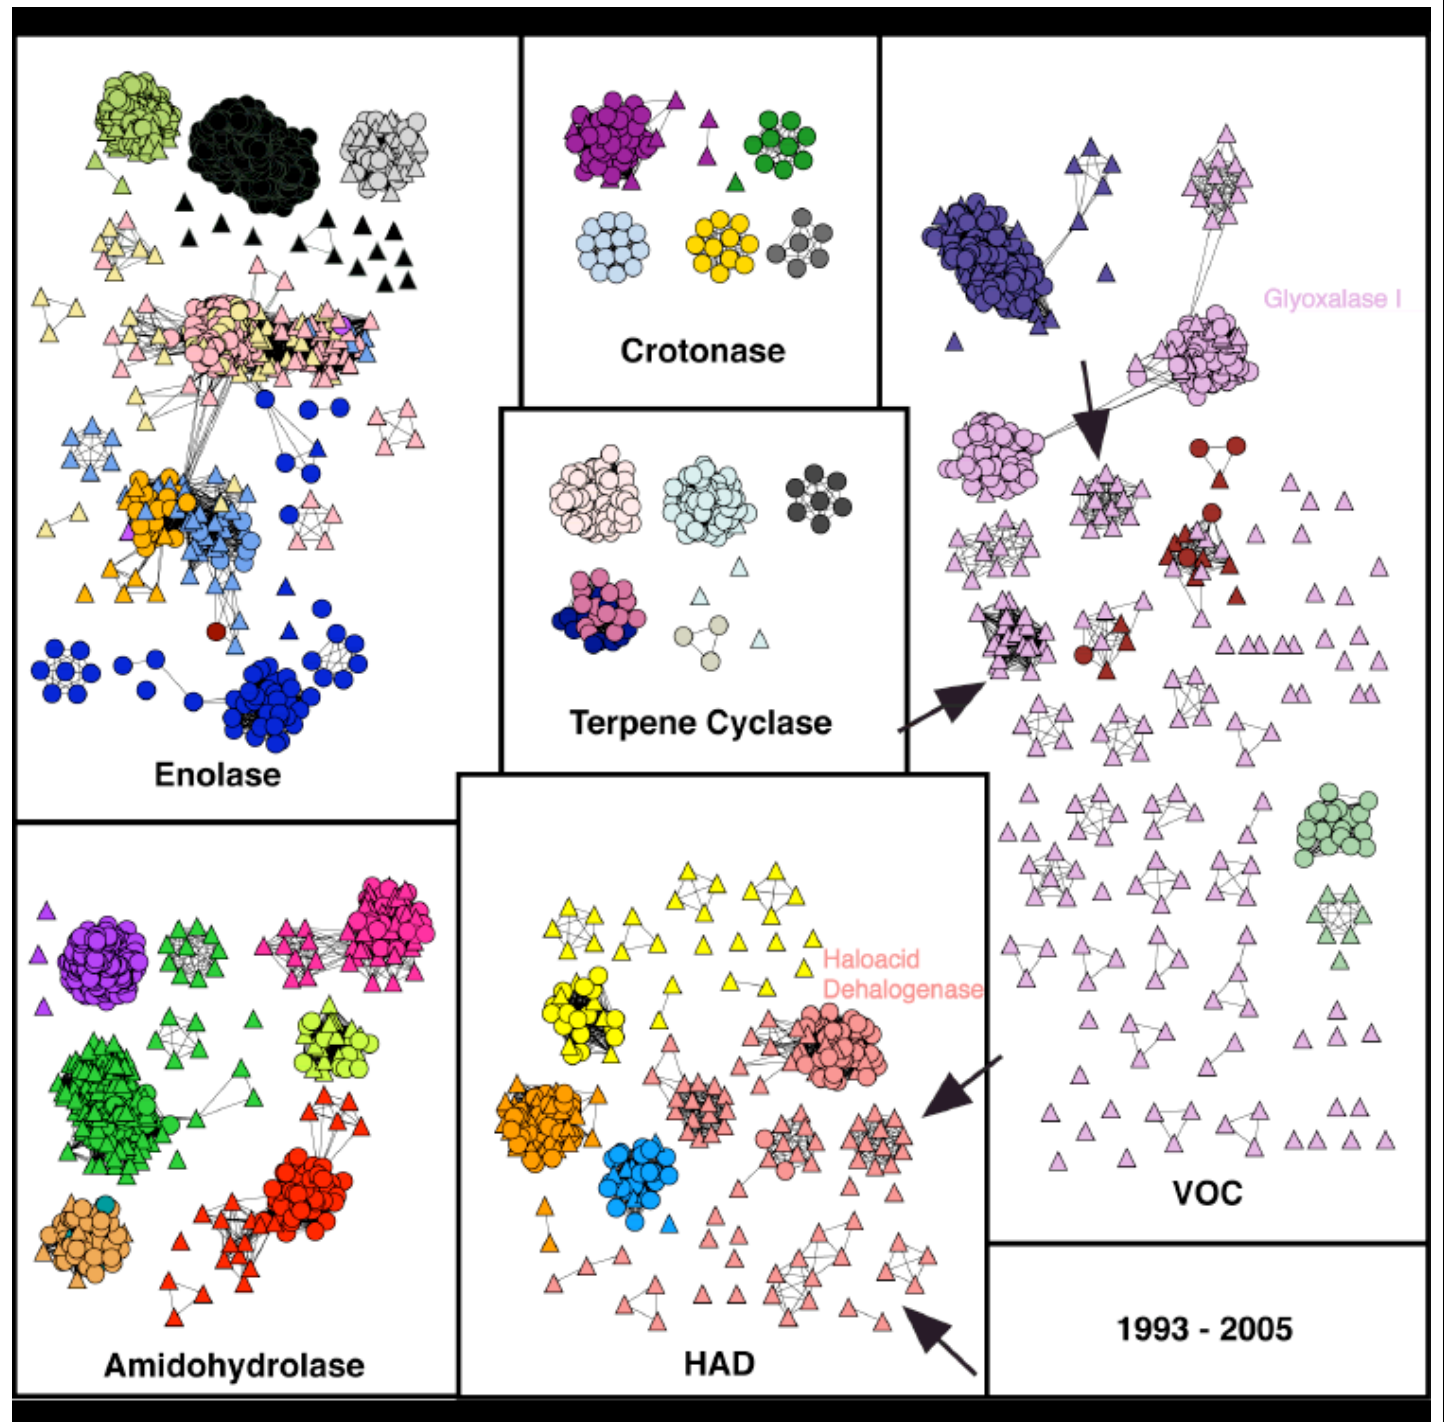 Glyoxalase I
Crotonase
Terpene Cyclase
Enolase
Haloacid
Dehalogenase
VOC
1993 - 2005
Amidohydrolase
HAD